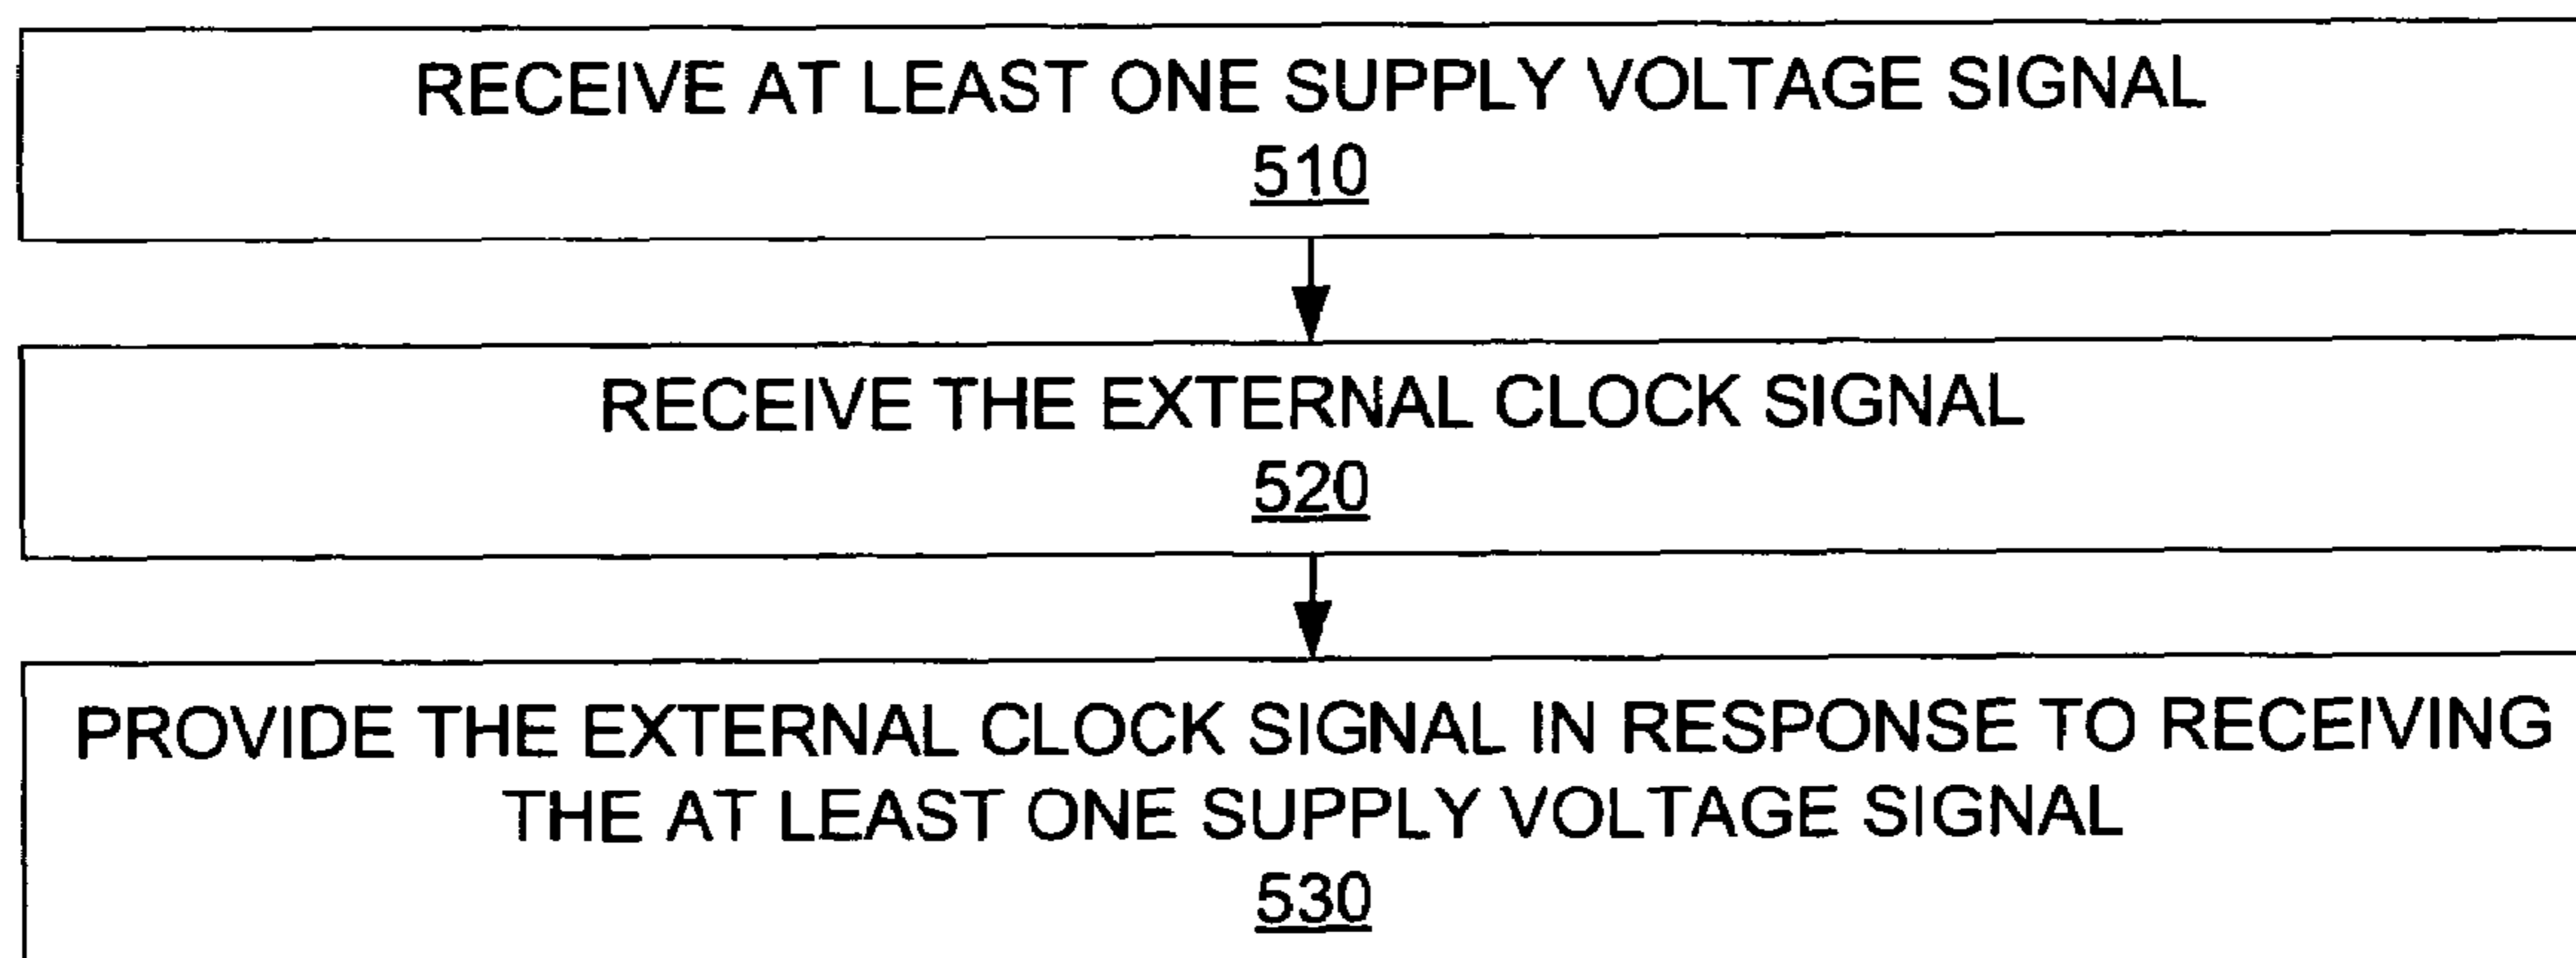 RECEIVE AT LEAST ONE SUPPLY VOLTAGE SIGNAL
510
RECEIVE THE EXTERNAL CLOCK SIGNAL
520
PROVIDE THE EXTERNAL CLOCK SIGNAL IN RESPONSE TO RECEIVING
THE AT LEAST ONE SUPPLY VOLTAGE SIGNAL
530